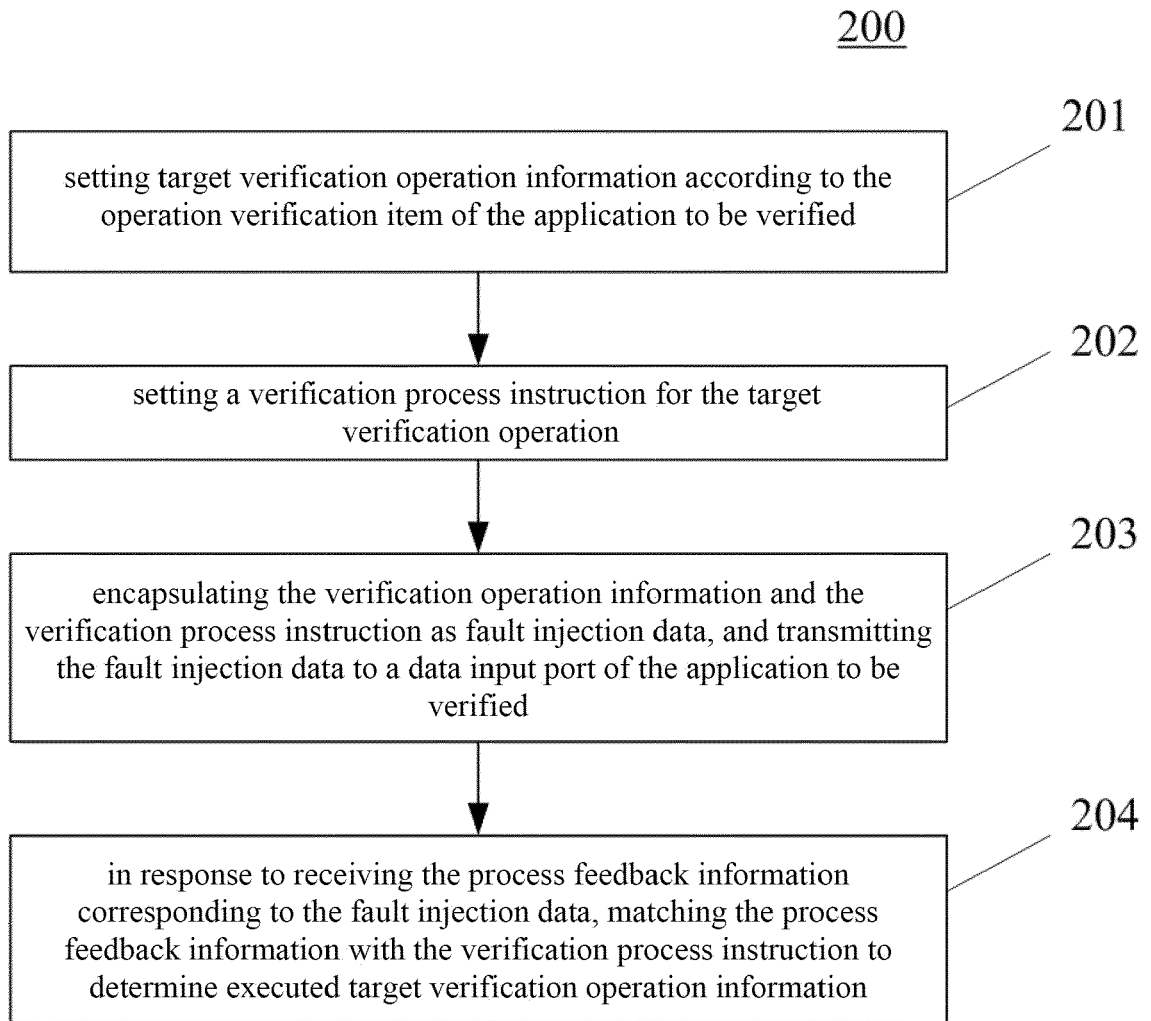 200
201
setting target verification operation information according to the
operation verification item of the application to be verified
202
setting a verification process instruction for the target
verification operation
203
encapsulating the verification operation information and the
verification process instruction as fault injection data, and transmitting
the fault injection data to a data input port of the application to be
verified
204
in response to receiving the process feedback information
corresponding to the fault injection data, matching the process
feedback information with the verification process instruction to
determine executed target verification operation information